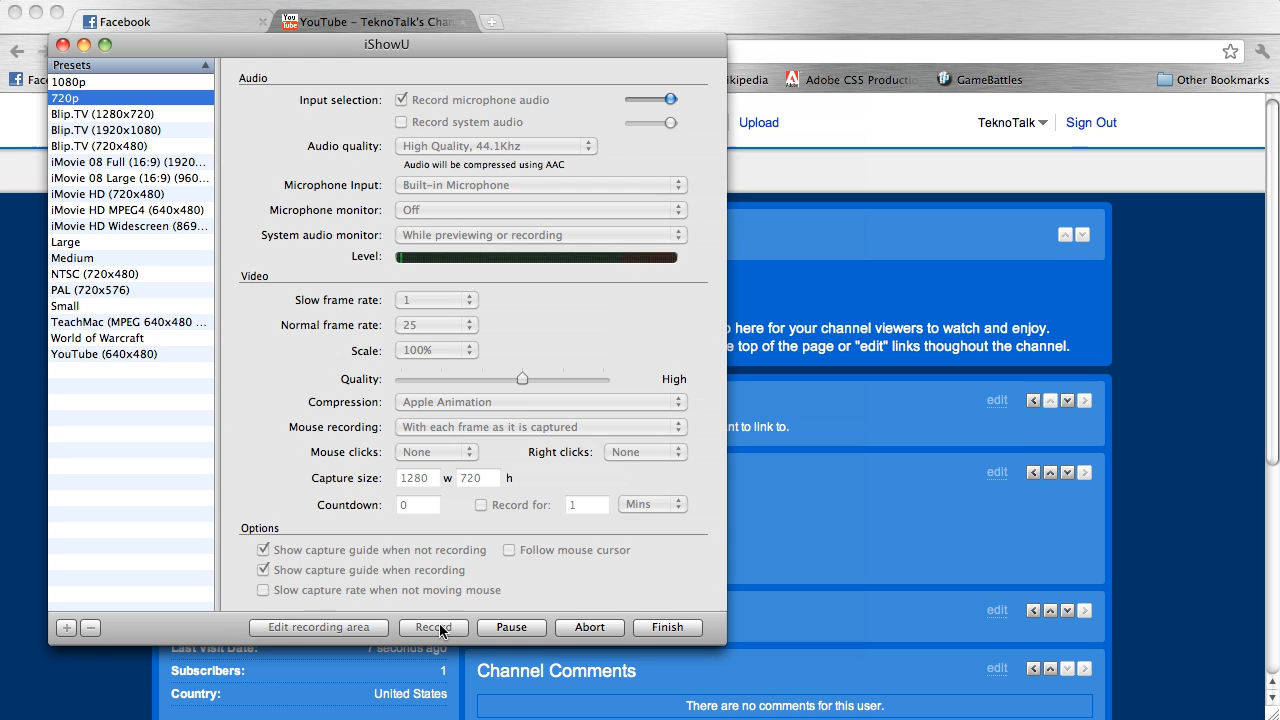 Facebook
YouTube - TeknoTalk's Chan
iShowU
Presets
1080p
720p
Blip.TV (1280x720)
Blip.TV (1920x1080)
Blip.TV (720x480)
iMovie 08 Full (16:9) (1920...
iMovie 08 Large (16:9) (960...
iMovie HD (720x480)
iMovie HD MPEG4 (640x480)
iMovie HD Widescreen (869...
Large
Medium
NTSC (720x480)
PAL (720x576)
Small
TeachMac (MPEG 640x480 ...
World of Warcraft
YouTube (640x480)
Audio
Input selection: Record microphone audio
Record system audio
Audio quality: High Quality, 44.1Khz
Audio will be compressed using AAC
Microphone Input: Built-in Microphone
Microphone monitor: Off
System audio monitor: While previewing or recording
Level:
Video
Slow frame rate: 1
Normal frame rate: 25
Scale: 100%
Quality: High
Compression: Apple Animation
Mouse recording: With each frame as it is captured
Mouse clicks: None Right clicks: None
Capture size: 1280 w 720 h
Countdown: 0 Record for: 1 Mins
Options
Show capture guide when not recording Follow mouse cursor
Show capture guide when recording
Slow capture rate when not moving mouse
Edit recording area Record Pause Abort Finish
Fac
ikipedia Adobe CS5 Producti GameBattles Other Bookmarks
Upload TeknoTalk Sign Out
here for your channel viewers to watch and enjoy.
e top of the page or "edit" links thoughout the channel.
edit
nt to link to.
edit
edit
Last Visit Date: 7 seconds ago
Subscribers: 1
Country: United States
Channel Comments edit
There are no comments for this user.